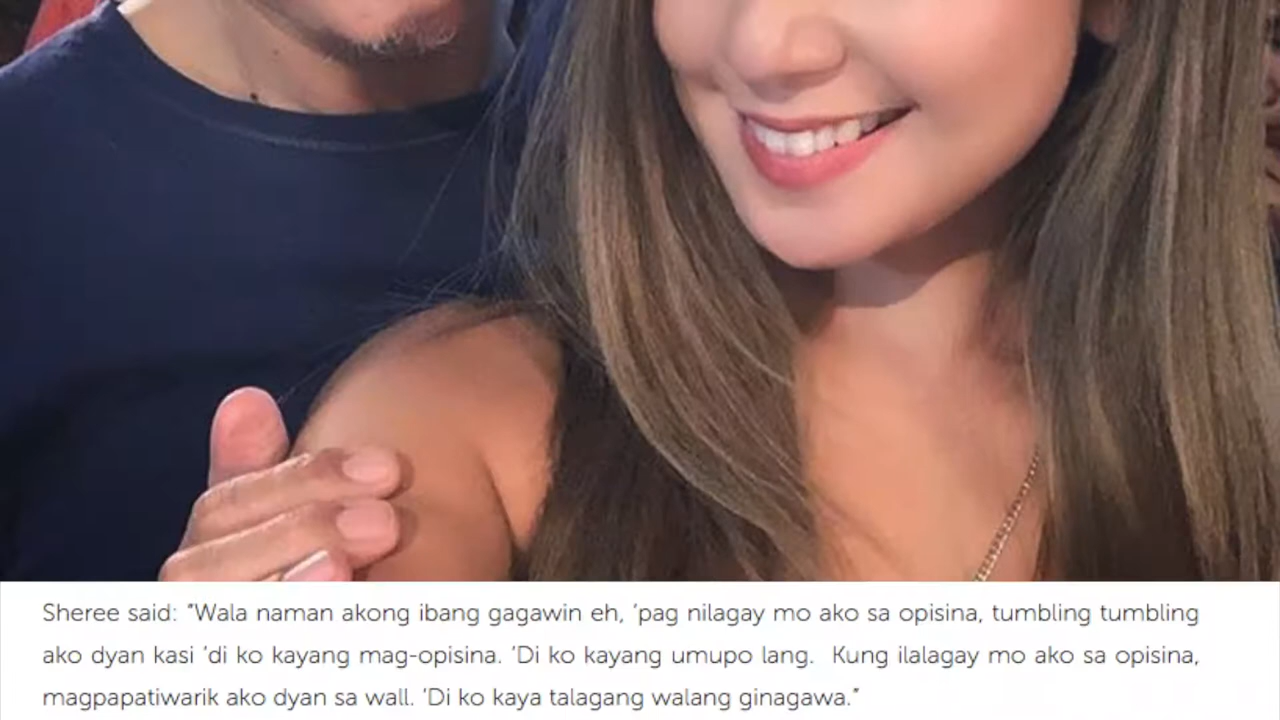 Sheree said: “Wala naman akong ibang gagawin eh, ’pag nilagay mo ako sa opisina, tumbling tumbling
ako dyan kasi ‘di ko kayang mag-opisina. ‘Di ko kayang umupo lang. Kung ilalagay mo ako sa opisina,
magpapatiwarik ako dyan sa wall. ‘Di ko kaya talagang walang ginagawa.”